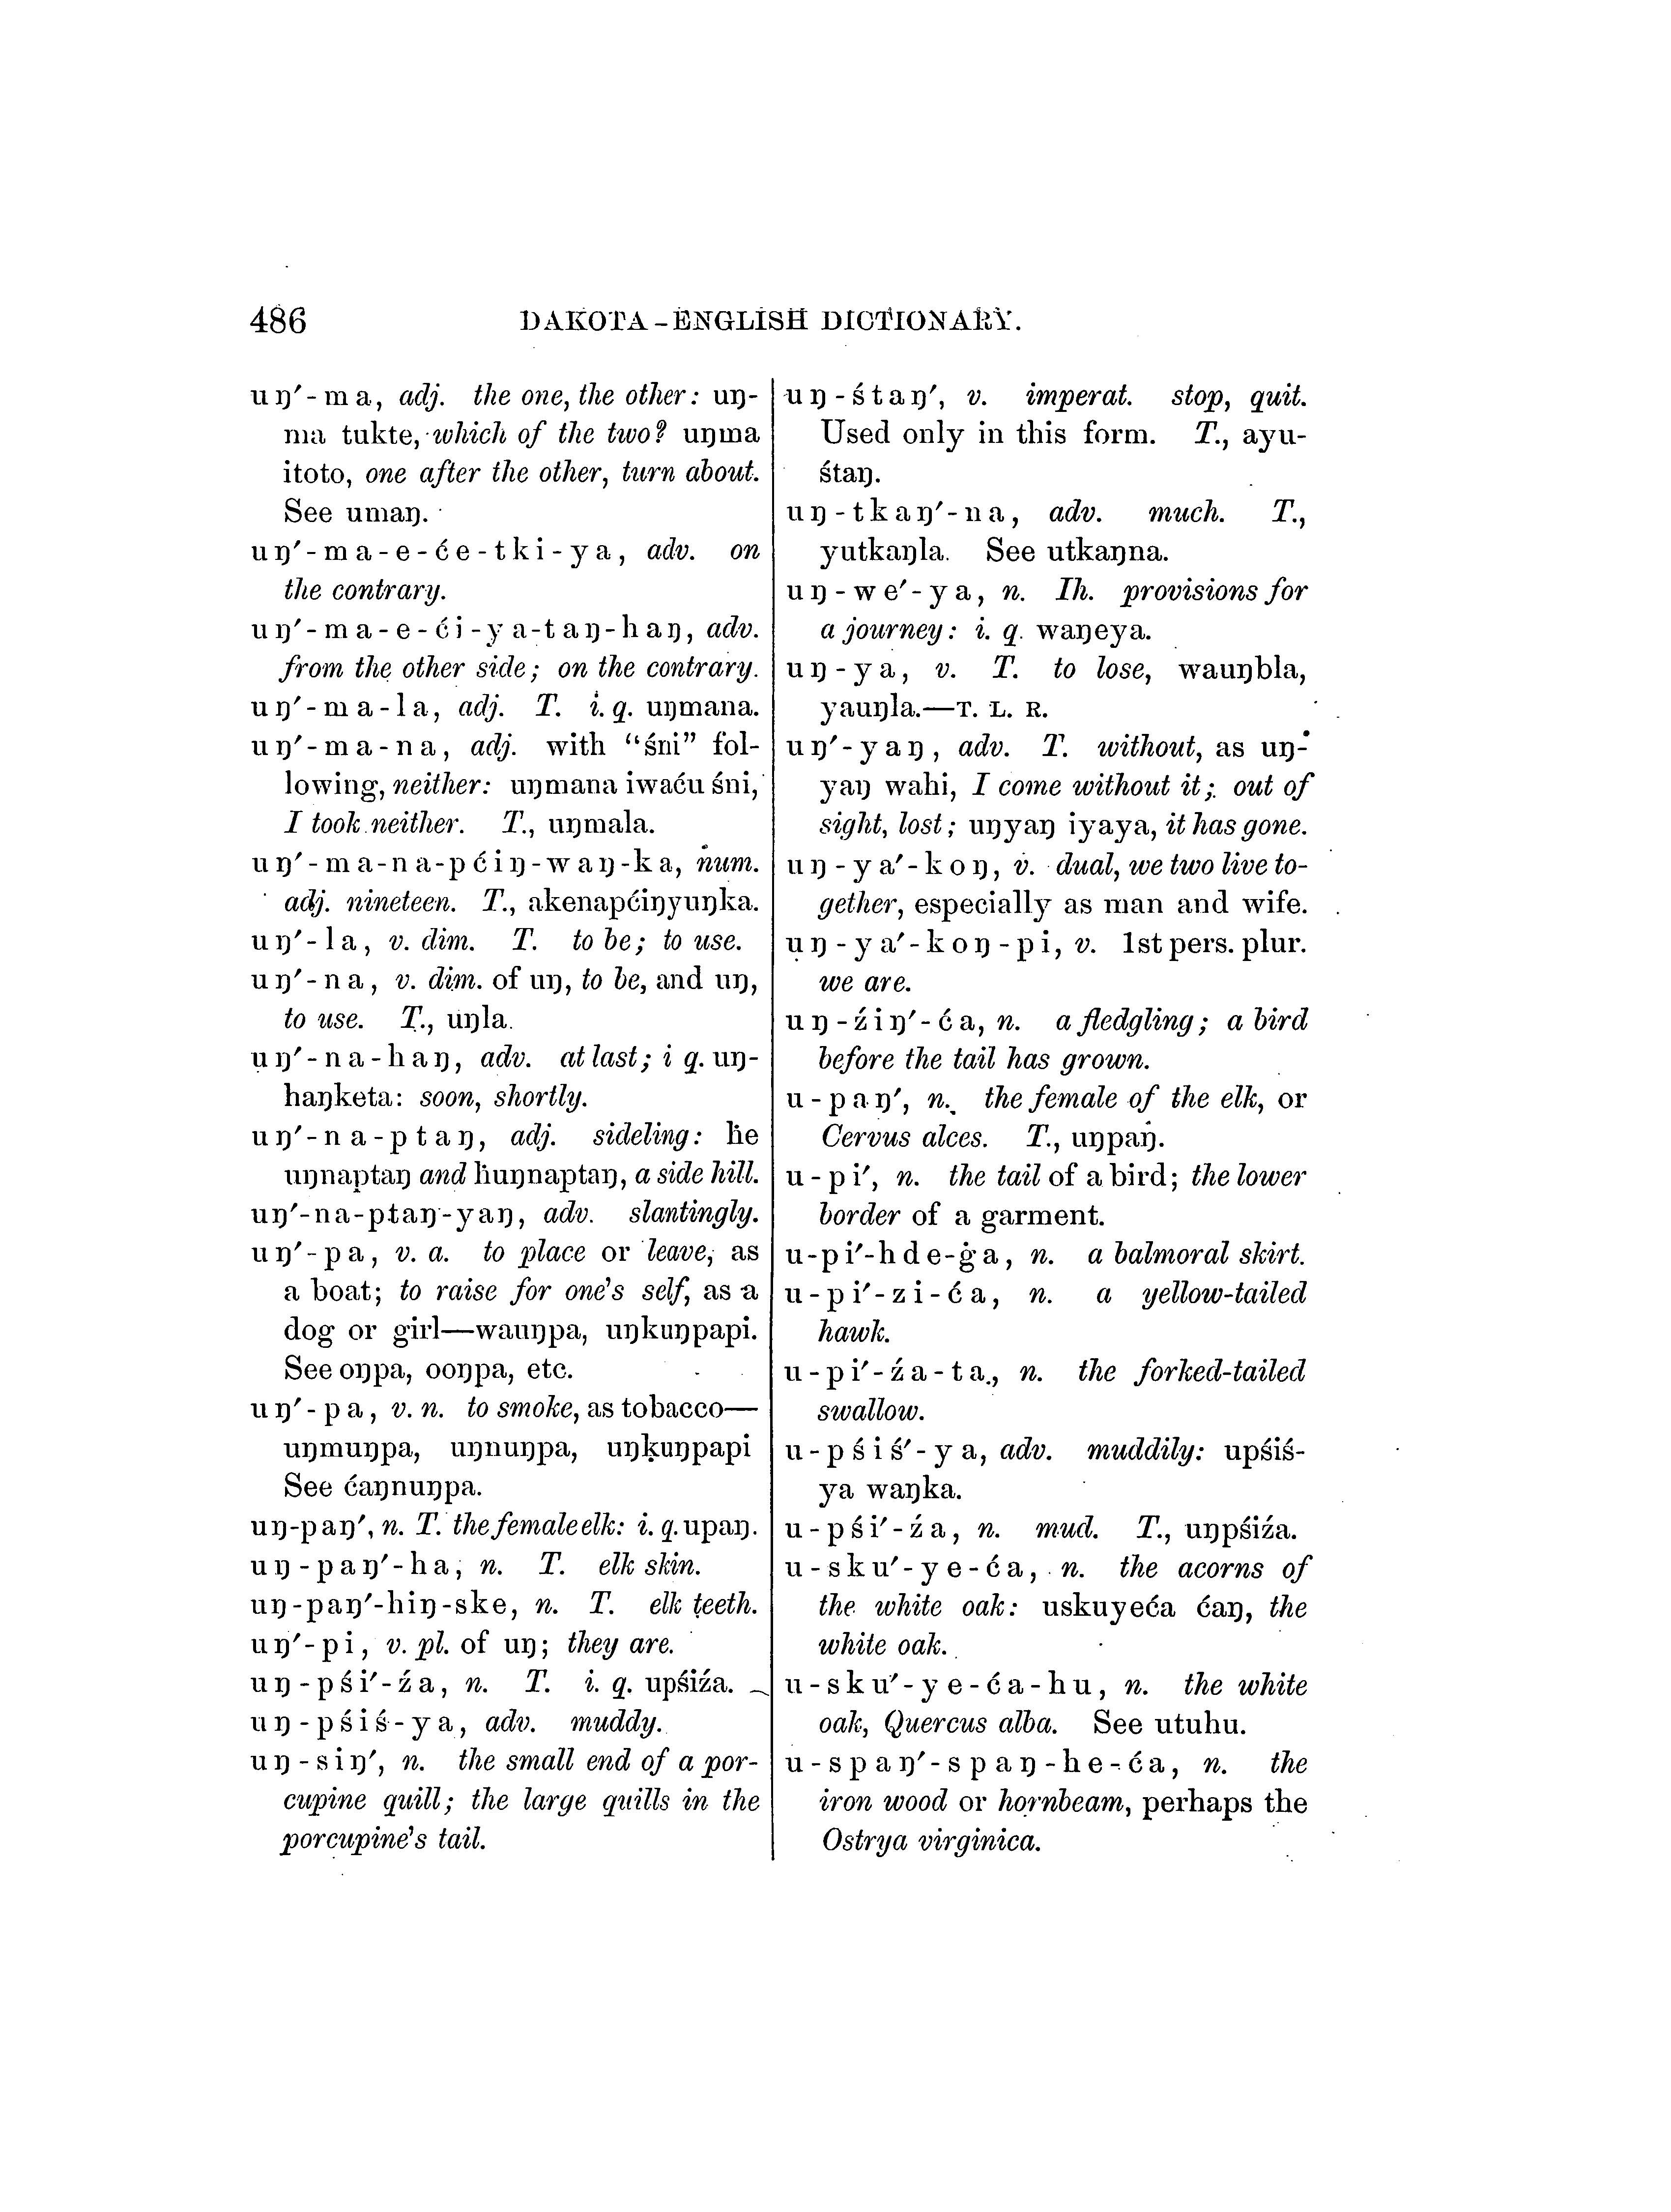 486 DAKOTA-ENGLISH DICTIONARY.
uŋ′-ma, adj. the one, the other: uŋ-
ma tukte, which of the two? uŋma
itoto, one after the other, turn about.
See umaŋ.
uŋ′-ma-e-će-tki-ya, adv. on
the contrary.
uŋ′-ma-e-ći-ya-taŋ-haŋ, adv.
from the other side; on the contrary.
uŋ′-ma-la, adj. T. i. q. uŋmana.
uŋ′-ma-na, adj. with “śni” fol-
lowing, neither: uŋmana iwaću śni,
I took neither. T., uŋmala.
uŋ′-ma-na-pćiŋ-waŋ-ka, num.
adj. nineteen. T., akenapćiŋyuŋka.
uŋ′-la, v. dim. T. to be; to use.
uŋ′-na, v. dim. of uŋ, to be, and uŋ,
to use. T., uŋla.
uŋ′-na-haŋ, adv. at last; i q. uŋ-
haŋketa: soon, shortly.
uŋ′-na-ptaŋ, adj. sideling: ḣe
uŋnaptaŋ and ḣuŋnaptaŋ, a side hill.
uŋ′-na-ptaŋ-yaŋ, adv. slantingly.
uŋ′-pa, v. a. to place or leave, as
a boat; to raise for one's self, as a
dog or girl—wauŋpa, uŋkuŋpapi.
See oŋpa, ooŋpa, etc.
uŋ′-pa, v. n. to smoke, as tobacco—
uŋmuŋpa, uŋnuŋpa, uŋḳuŋpapi
See ćaŋnuŋpa.
uŋ-paŋ′, n. T. the female elk: i. q. upaŋ.
uŋ-paŋ′-ha, n. T. elk skin.
uŋ-paŋ′-hiŋ-ske, n. T. elk teeth.
uŋ′-pi, v. pl. of uŋ; they are.
uŋ-pśi′-źa, n. T. i. q. upśiźa.
uŋ-pśiś-ya, adv. muddy.
uŋ-siŋ′, n. the small end of a por-
cupine quill; the large quills in the
porcupine's tail.
uŋ-śtaŋ′, v. imperat. stop, quit.
Used only in this form. T., ayu-
śtaŋ.
uŋ-tkaŋ′-na, adv. much. T.,
yutkaŋla. See utkaŋna.
uŋ-we′-ya, n. Ih. provisions for
a journey: i. q. waŋeya.
uŋ-ya, v. T. to lose, wauŋbla,
yauŋla.—T. L. R.
uŋ′-yaŋ, adv. T. without, as uŋ-
yaŋ wahi, I come without it; out of
sight, lost; uŋyaŋ iyaya, it has gone.
uŋ-ya′-koŋ, v. dual, we two live to-
gether, especially as man and wife.
uŋ-ya′-koŋ-pi, v. 1st pers. plur.
we are.
uŋ-źiŋ′-ća, n. a fledgling; a bird
before the tail has grown.
u-paŋ′, n. the female of the elk, or
Cervus alces. T., uŋpaŋ.
u-pi′, n. the tail of a bird; the lower
border of a garment.
u-pi′-hde-ġa, n. a balmoral skirt.
u-pi′-zi-ća, n. a yellow-tailed
hawk.
u-pi′-źa-ta, n. the forked-tailed
swallow.
u-pśiś′-ya, adv. muddily: upśiś-
ya waŋka.
u-pśi′-źa, n. mud. T., uŋpśiźa.
u-sku′-ye-ća, n. the acorns of
the white oak: uskuyeća ćaŋ, the
white oak.
u-sku′-ye-ća-hu, n. the white
oak, Quercus alba. See utuhu.
u-spaŋ′-spaŋ-he-ća, n. the
iron wood or hornbeam, perhaps the
Ostrya virginica.